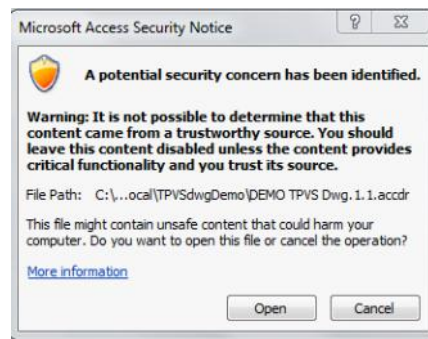 Microsoft Access Security Notice
A potential security concern has been identified.
Warning: It is not possible to determine that this
content came from a trustworthy source. You should
leave this content disabled unless the content provides
critical functionality and you trust its source.
File Path: C:\...ocal\TPVSdwgDemo\DEMO TPVS Dwg.1.1.accdr
This file might contain unsafe content that could harm your
computer. Do you want to open this file or cancel the operation?
More information
Open Cancel